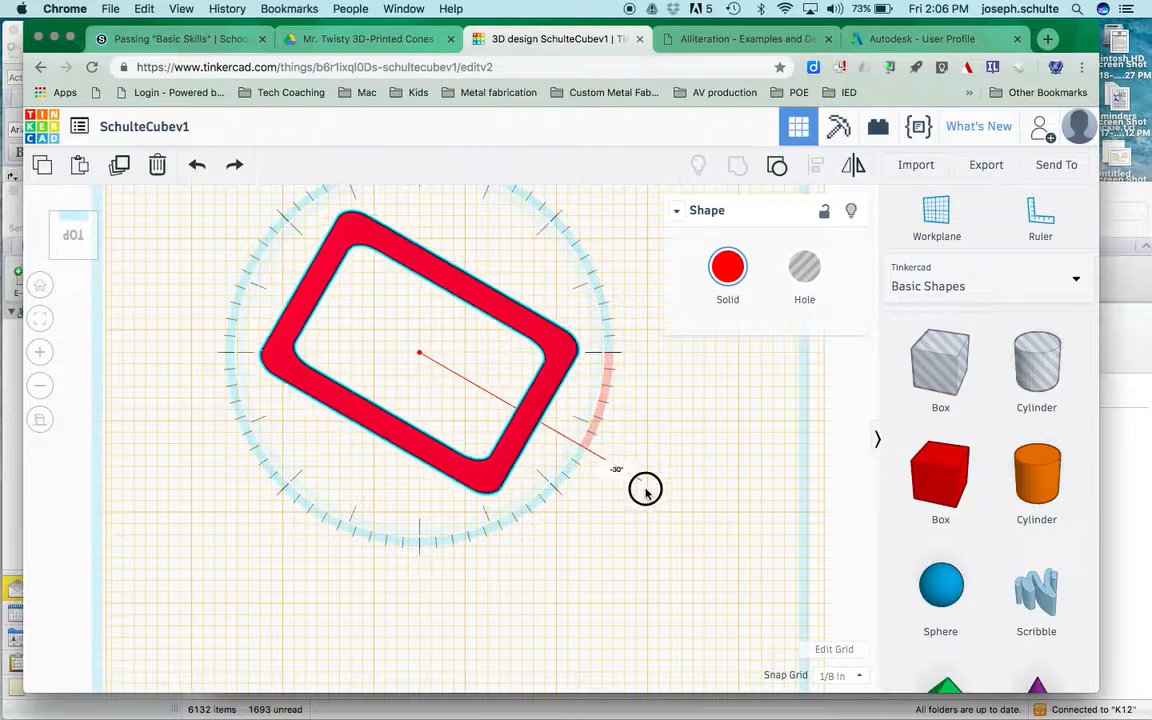 Chrome File Edit View History Bookmarks People Window Help
5 73% Fri 2:06 PM joseph.schulte
Passing "Basic Skills" | Schoo
Mr. Twisty 3D-Printed Cones
3D design SchulteCubev1 | Ti
Alliteration - Examples and De
Autodesk - User Profile
https://www.tinkercad.com/things/b6r1ixql0Ds-schultecubev1/editv2
Apps Login - Powered b... Tech Coaching Mac Kids Metal fabrication Custom Metal Fab... AV production POE IED » Other Bookmarks
TIN
KER
CAD
SchulteCubev1
What's New
Import Export Send To
TOP
Shape
Solid Hole
Workplane Ruler
Tinkercad
Basic Shapes
Box Cylinder
Box Cylinder
Sphere Scribble
-30°
Edit Grid
Snap Grid 1/8 in
6132 items 1693 unread
All folders are up to date. Connected to "K12"